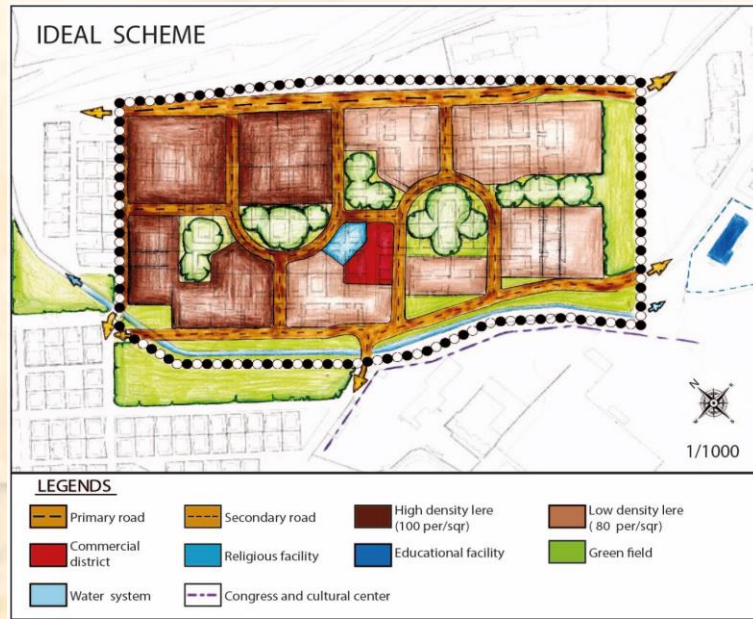 IDEAL SCHEME
N
1/1000
LEGENDS
Primary road
Secondary road
High density lere
(100 per/sqr)
Low density lere
( 80 per/sqr)
Commercial
district
Religious facility
Educational facility
Green field
Water system
Congress and cultural center